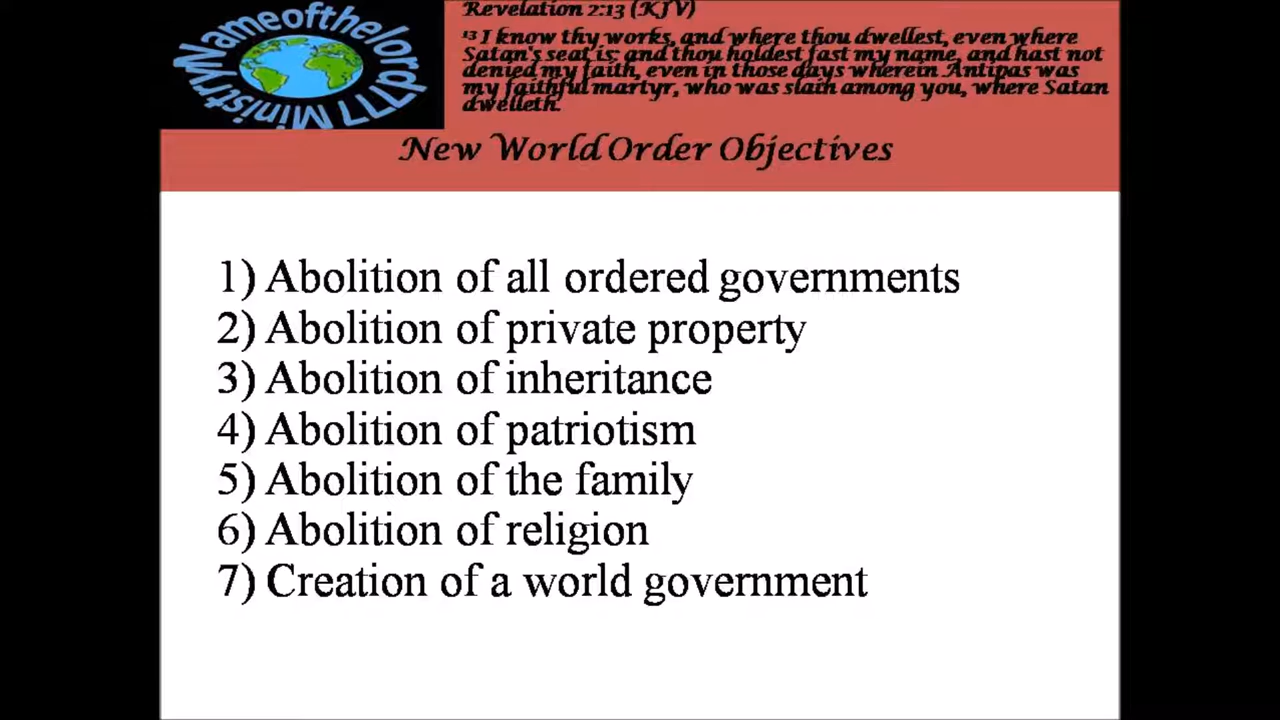 Nameofthelord777 Ministry
Revelation 2:13 (KJV)
13 I know thy works, and where thou dwellest, even where
Satan's seat is: and thou holdest fast my name, and hast not
denied my faith, even in those days wherein Antipas was
my faithful martyr, who was slain among you, where Satan
dwelleth.
New World Order Objectives
1) Abolition of all ordered governments
2) Abolition of private property
3) Abolition of inheritance
4) Abolition of patriotism
5) Abolition of the family
6) Abolition of religion
7) Creation of a world government